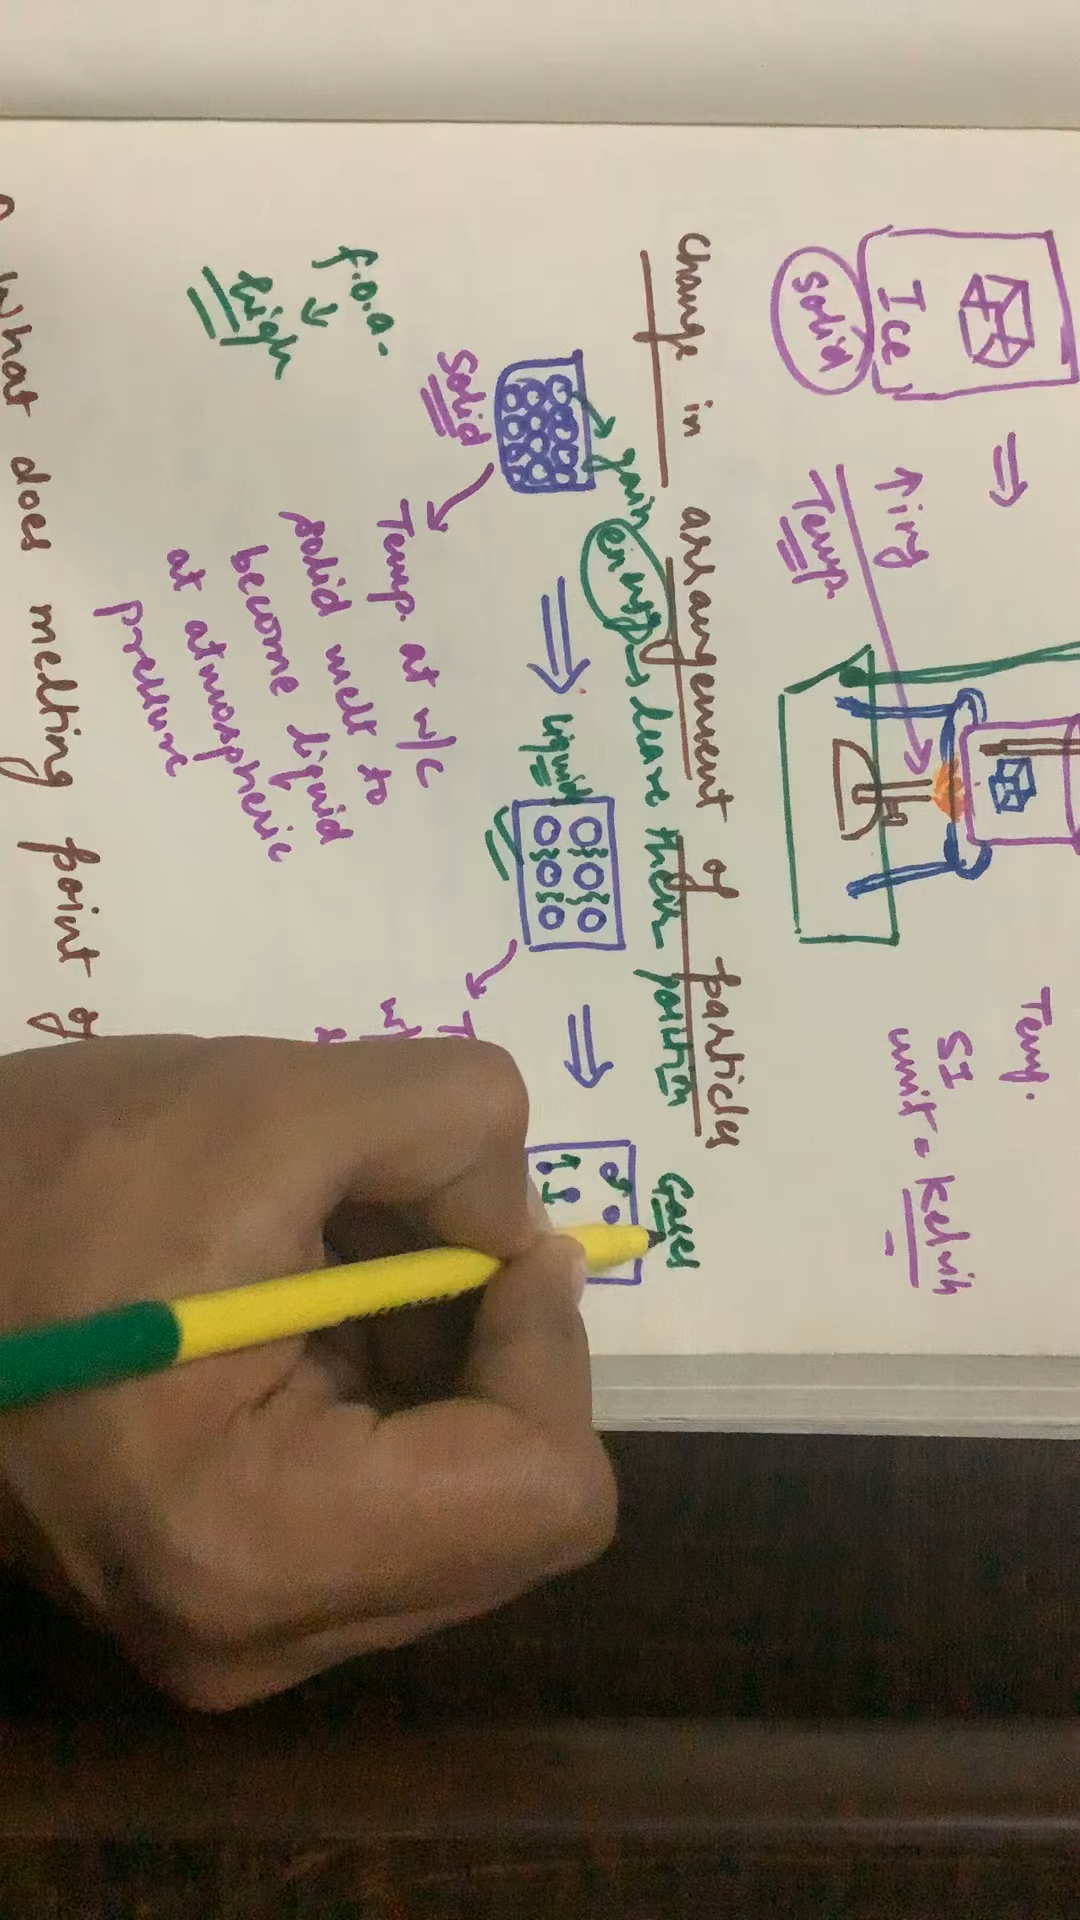 Ice
Solid
↑ing
Temp.
Temp.
SI
unit = Kelvin
Change in arrangement of particles
gain energy → leave their position
Solid
liquid
Gases
f.o.a.
↓
high
Temp. at w/c
solid melt to
become liquid
at atmospheric
pressure
What does melting point of